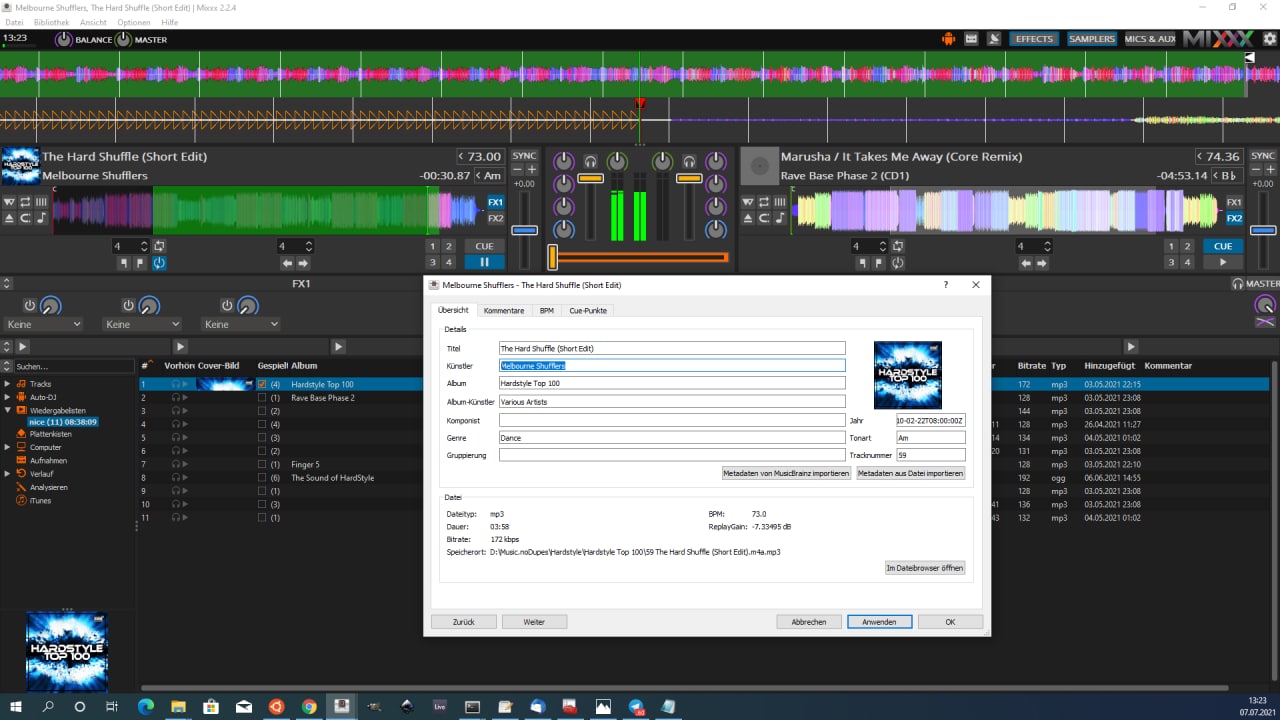 Melbourne Shufflers, The Hard Shuffle (Short Edit) | Mixxx 2.2.4
Datei Bibliothek Ansicht Optionen Hilfe
13:23 BALANCE MASTER EFFECTS SAMPLERS MICS & AUX MIXXX
The Hard Shuffle (Short Edit) 73.00 SYNC
Melbourne Shufflers -00:30.87 Am
+0.00
FX1
FX2
4 4 1 2 CUE
3 4
Marusha / It Takes Me Away (Core Remix) 74.36 SYNC
Rave Base Phase 2 (CD1) -04:53.14 B♭
+0.00
FX1
FX2
4 4 1 2 CUE
3 4
FX1 MASTER
Keine Keine Keine
Suchen...
Tracks
Auto-DJ
Wiedergabelisten
nice (11) 08:38:09
Plattenkisten
Computer
Aufnahmen
Verlauf
Analysieren
iTunes
HARDSTYLE
TOP 100
# Vorhön Cover-Bild Gespielt Album Bitrate Typ Hinzugefügt Kommentar
1 (4) Hardstyle Top 100 172 mp3 03.05.2021 22:15
2 (1) Rave Base Phase 2 128 mp3 03.05.2021 23:08
3 (2) 144 mp3 03.05.2021 23:08
4 (4) 11 128 mp3 26.04.2021 11:27
5 (3) 14 134 mp3 04.05.2021 01:02
6 (2) 20 131 mp3 03.05.2021 23:08
7 (1) Finger 5 128 mp3 03.05.2021 22:10
8 (6) The Sound of HardStyle 192 ogg 06.06.2021 14:55
9 (1) 128 mp3 03.05.2021 23:08
10 (3) 41 136 mp3 03.05.2021 23:08
11 (1) 43 132 mp3 04.05.2021 01:02
Melbourne Shufflers - The Hard Shuffle (Short Edit) ?
Übersicht Kommentare BPM Cue-Punkte
Details
Titel The Hard Shuffle (Short Edit)
Künstler Melbourne Shufflers
Album Hardstyle Top 100
Album-Künstler Various Artists
HARDSTYLE
TOP 100
Komponist Jahr 10-02-22T08:00:00Z
Genre Dance Tonart Am
Gruppierung Tracknummer 59
Metadaten von MusicBrainz importieren Metadaten aus Datei importieren
Datei
Dateityp: mp3 BPM: 73.0
Dauer: 03:58 ReplayGain: -7.33495 dB
Bitrate: 172 kbps
Speicherort: D:\Music.noDupes\Hardstyle\Hardstyle Top 100\59 The Hard Shuffle (Short Edit).m4a.mp3
Im Dateibrowser öffnen
Zurück Weiter Abbrechen Anwenden OK
Live
13:23
07.07.2021